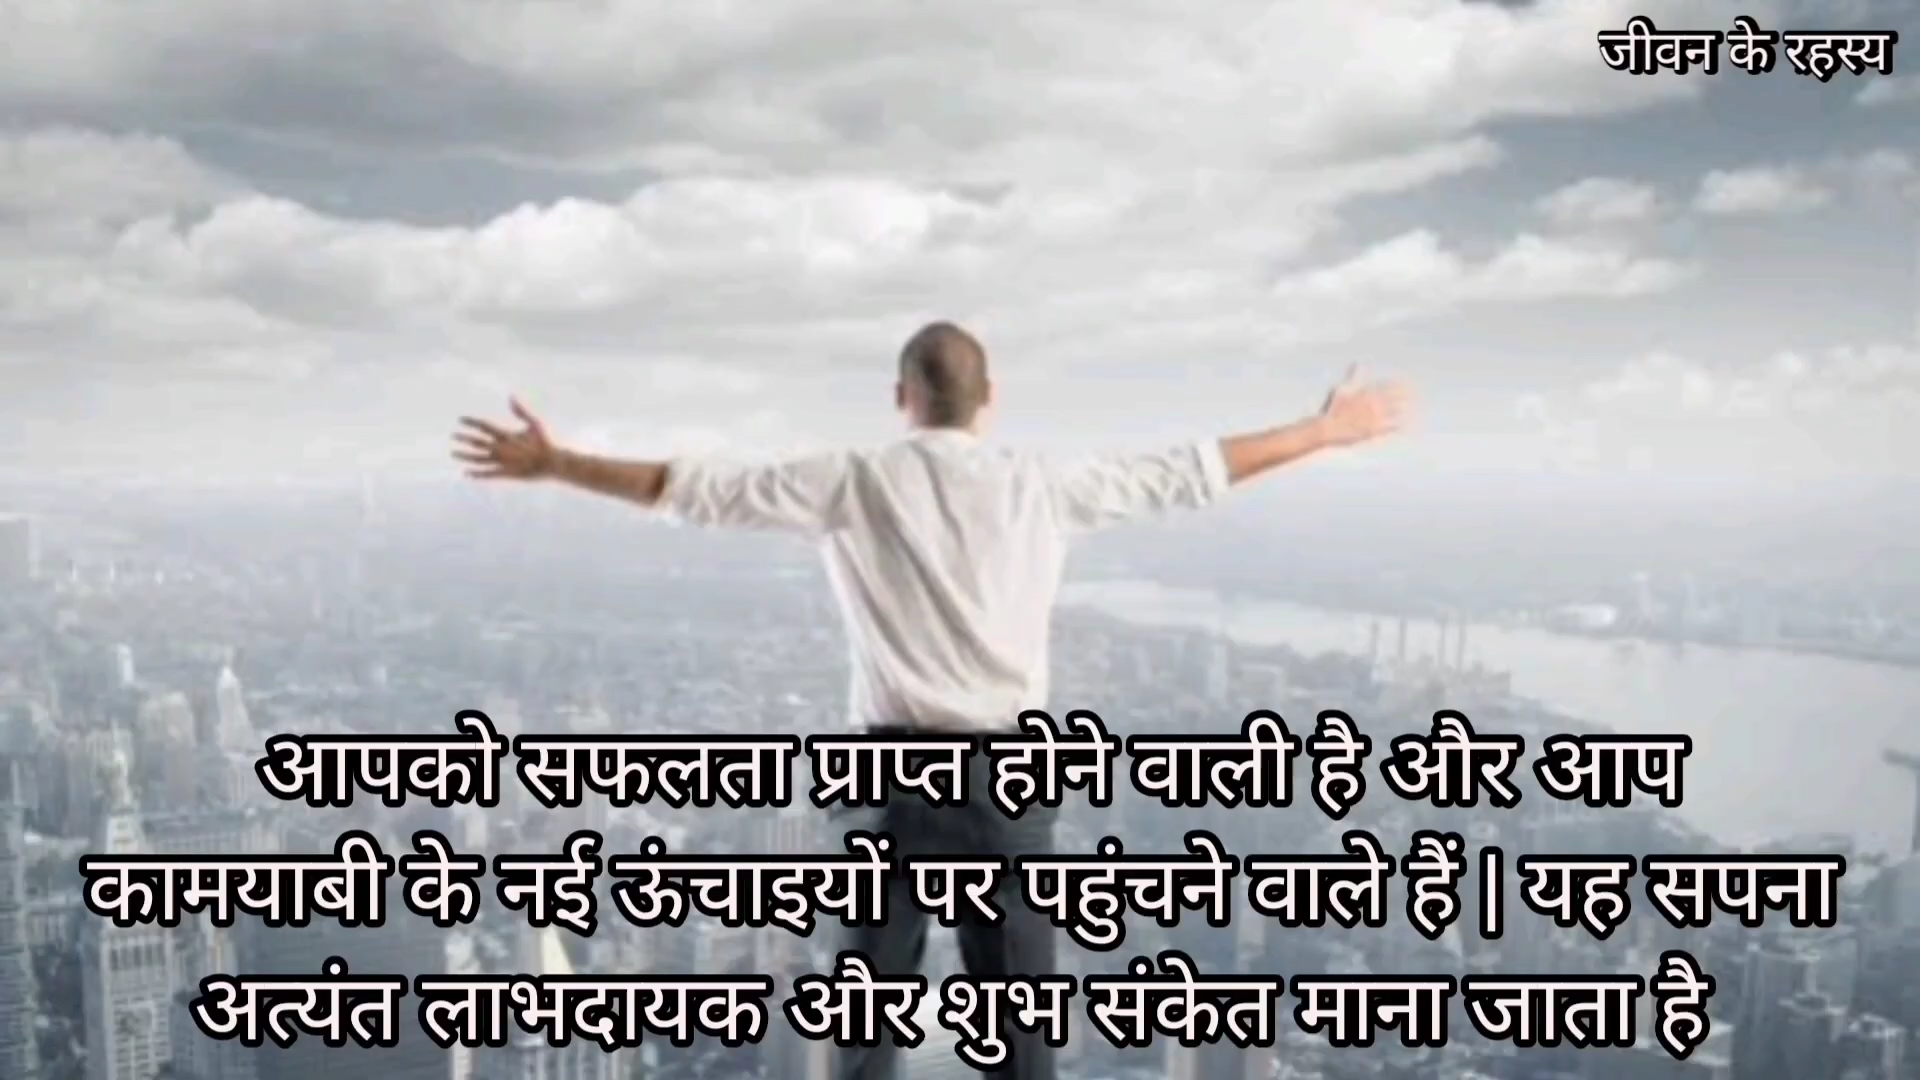 जीवन के रहस्य
आपको सफलता प्राप्त होने वाली है और आप
कामयाबी के नई ऊंचाइयों पर पहुंचने वाले हैं | यह सपना
अत्यंत लाभदायक और शुभ संकेत माना जाता है